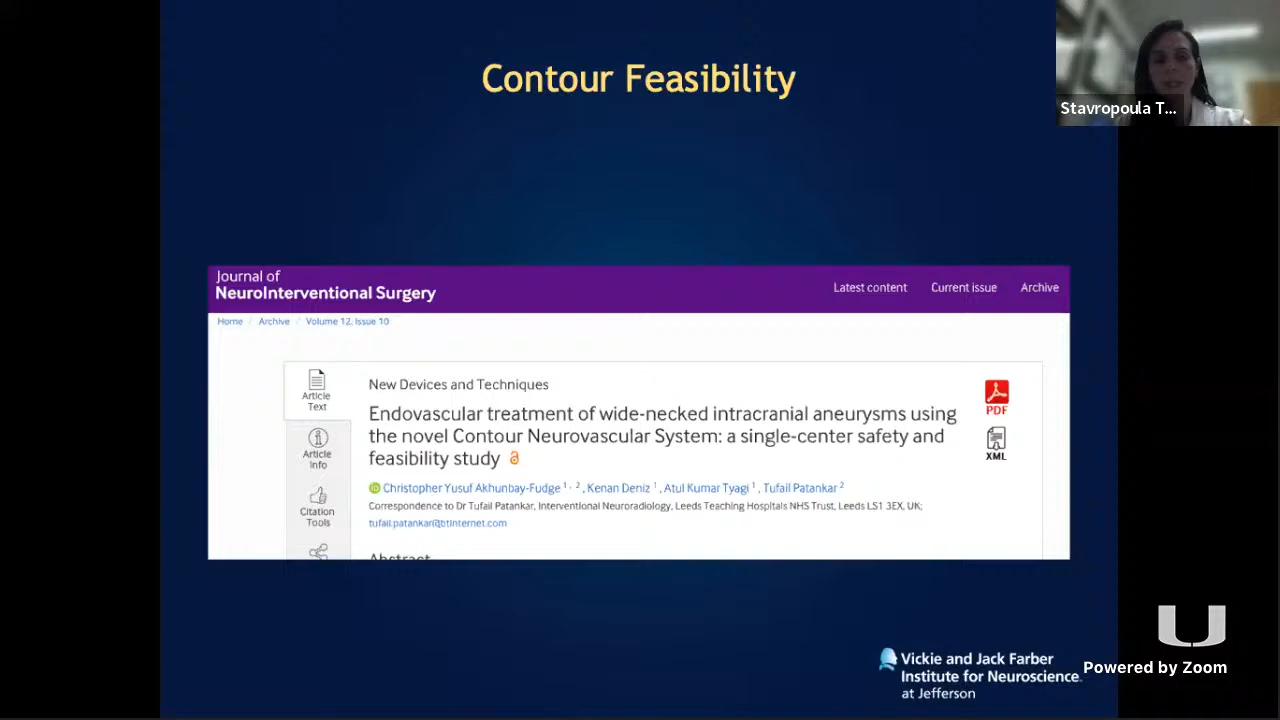 Contour Feasibility
Stavropoula T...
Journal of
NeuroInterventional Surgery
Latest content Current issue Archive
Home / Archive / Volume 12, Issue 10
Article
Text
Article
info
Citation
Tools
New Devices and Techniques
Endovascular treatment of wide-necked intracranial aneurysms using
the novel Contour Neurovascular System: a single-center safety and
feasibility study
PDF
XML
Christopher Yusuf Akhunbay-Fudge 1, 2, Kenan Deniz 1, Atul Kumar Tyagi 1, Tufail Patankar 2
Correspondence to Dr Tufail Patankar, Interventional Neuroradiology, Leeds Teaching Hospitals NHS Trust, Leeds LS1 3EX, UK;
tufail.patankar@btinternet.com
Abstract
Vickie and Jack Farber
Institute for Neuroscience
at Jefferson
U
Powered by Zoom